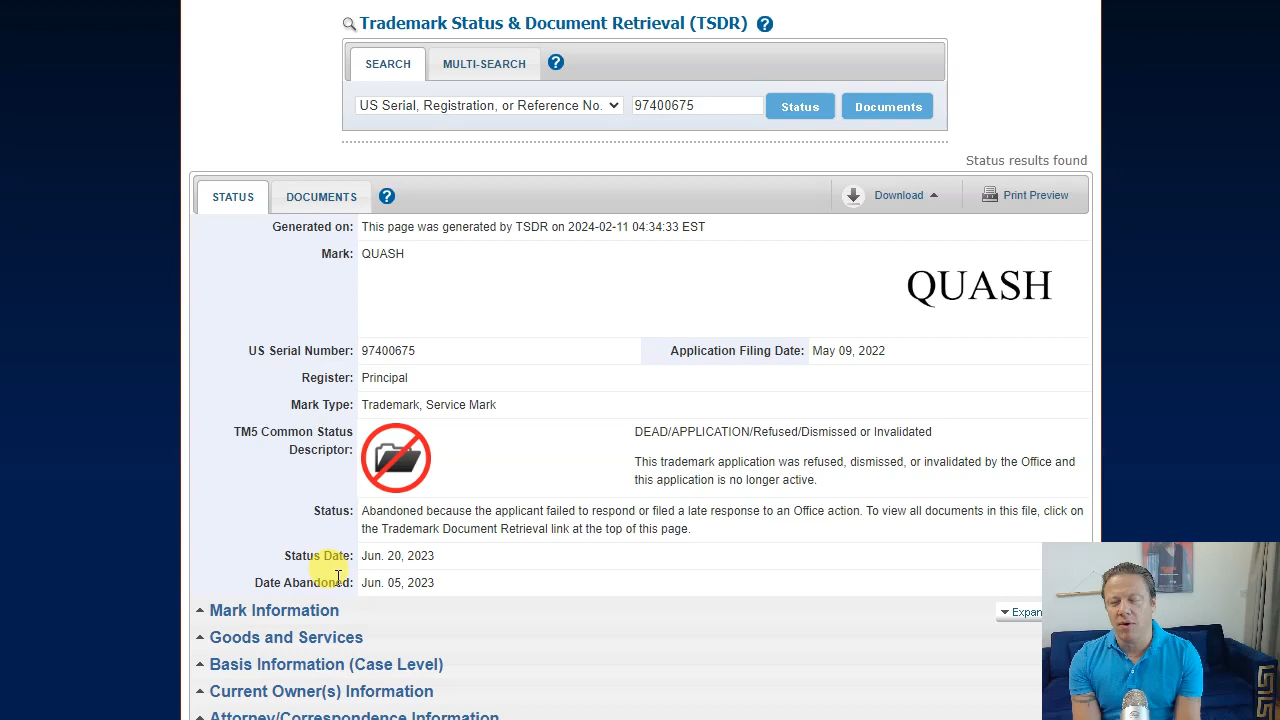 Trademark Status & Document Retrieval (TSDR) ?
SEARCH MULTI-SEARCH ?
US Serial, Registration, or Reference No. 97400675 Status Documents
Status results found
STATUS DOCUMENTS ? Download Print Preview
Generated on: This page was generated by TSDR on 2024-02-11 04:34:33 EST
Mark: QUASH
QUASH
US Serial Number: 97400675 Application Filing Date: May 09, 2022
Register: Principal
Mark Type: Trademark, Service Mark
TM5 Common Status Descriptor: DEAD/APPLICATION/Refused/Dismissed or Invalidated
This trademark application was refused, dismissed, or invalidated by the Office and
this application is no longer active.
Status: Abandoned because the applicant failed to respond or filed a late response to an Office action. To view all documents in this file, click on
the Trademark Document Retrieval link at the top of this page.
Status Date: Jun. 20, 2023
Date Abandoned: Jun. 05, 2023
Mark Information Expan
Goods and Services
Basis Information (Case Level)
Current Owner(s) Information
Attorney/Correspondence Information